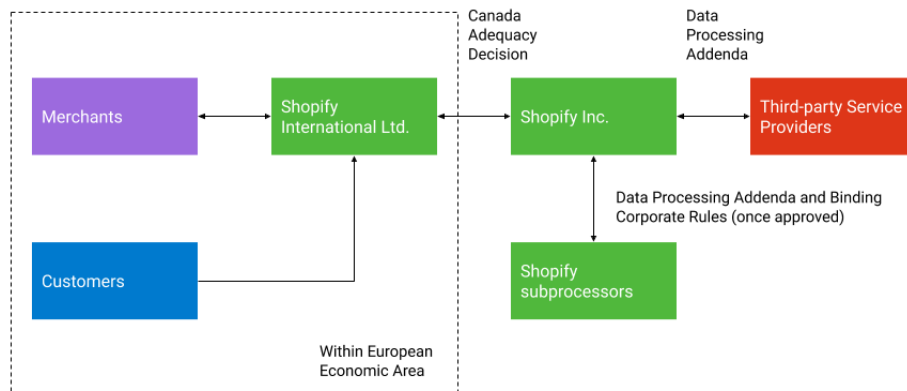 Canada
Adequacy
Decision
Data
Processing
Addenda
Merchants
Shopify
International Ltd.
Shopify Inc.
Third-party Service
Providers
Data Processing Addenda and Binding
Corporate Rules (once approved)
Customers
Shopify
subprocessors
Within European
Economic Area